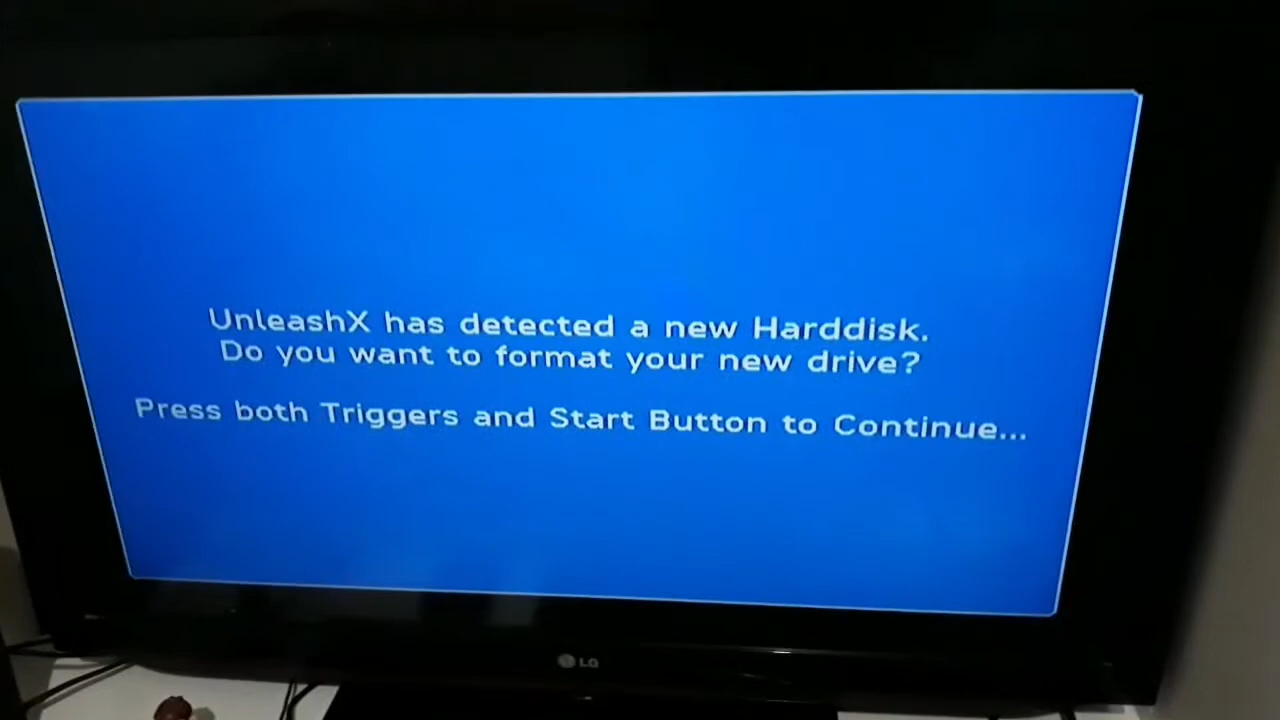 UnleashX has detected a new Harddisk.
Do you want to format your new drive?
Press both Triggers and Start Button to Continue...
LG